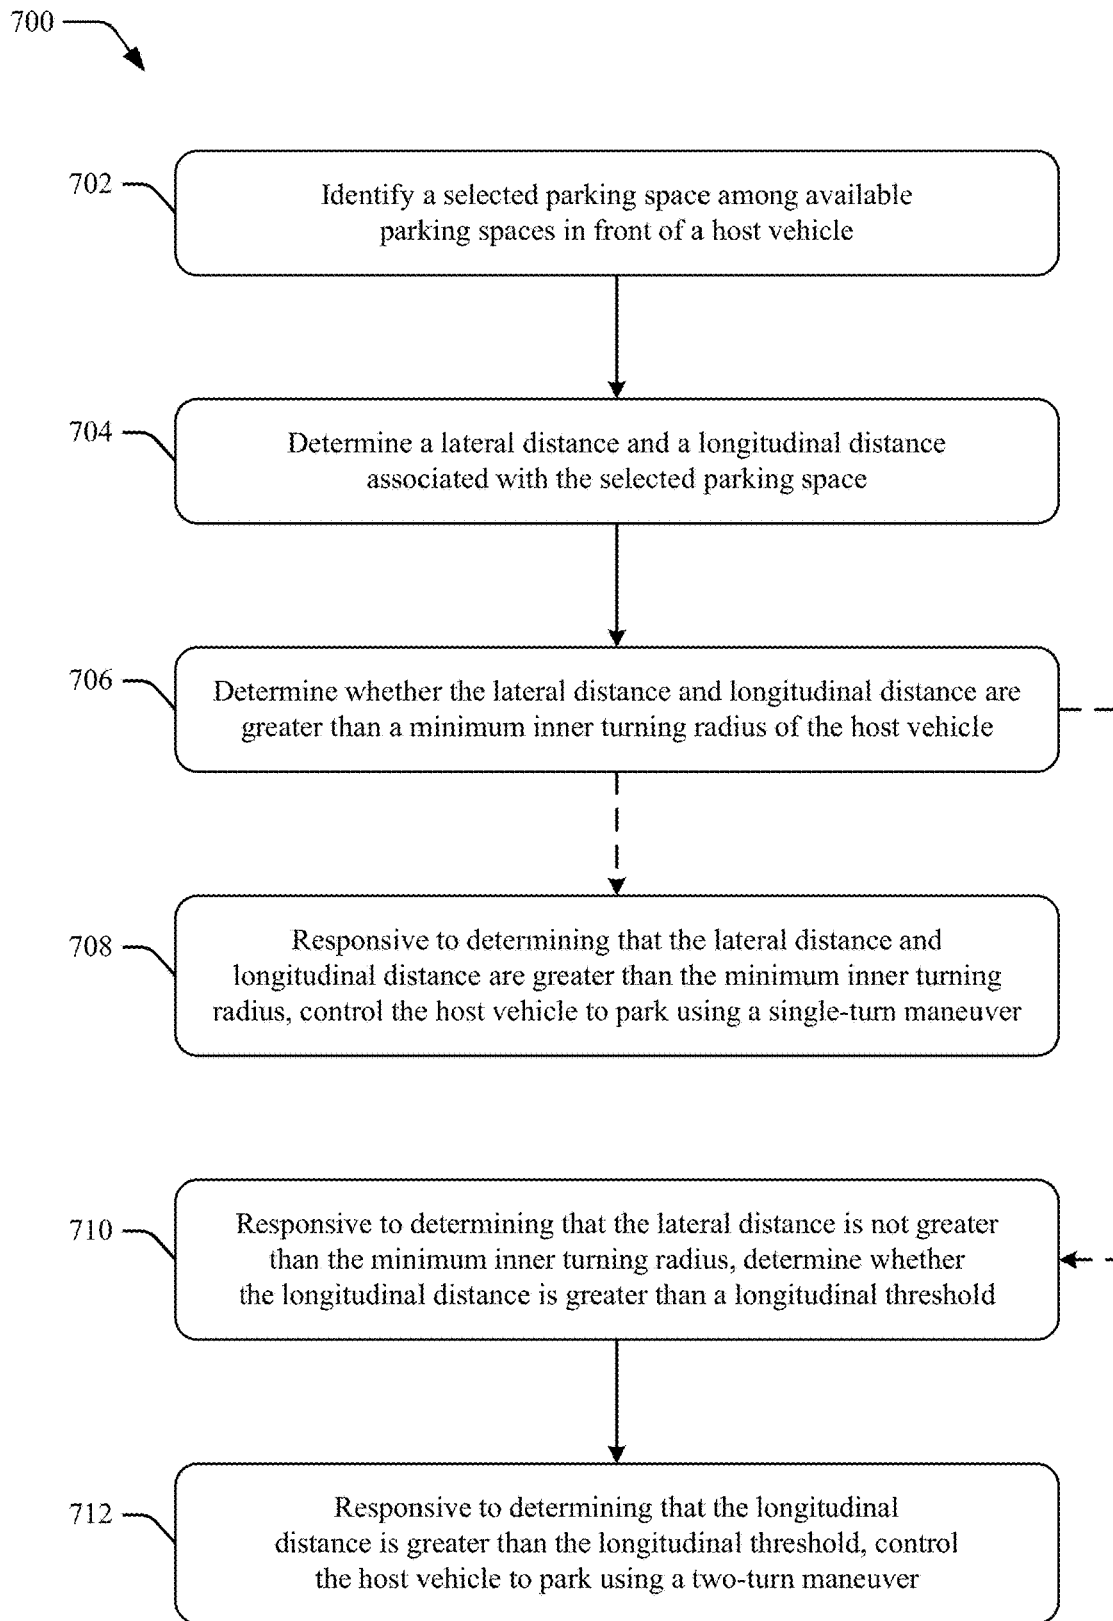 700
702
Identify a selected parking space among available
parking spaces in front of a host vehicle
704
Determine a lateral distance and a longitudinal distance
associated with the selected parking space
706
Determine whether the lateral distance and longitudinal distance are
greater than a minimum inner turning radius of the host vehicle
708
Responsive to determining that the lateral distance and
longitudinal distance are greater than the minimum inner turning
radius, control the host vehicle to park using a single-turn maneuver
710
Responsive to determining that the lateral distance is not greater
than the minimum inner turning radius, determine whether
the longitudinal distance is greater than a longitudinal threshold
712
Responsive to determining that the longitudinal
distance is greater than the longitudinal threshold, control
the host vehicle to park using a two-turn maneuver